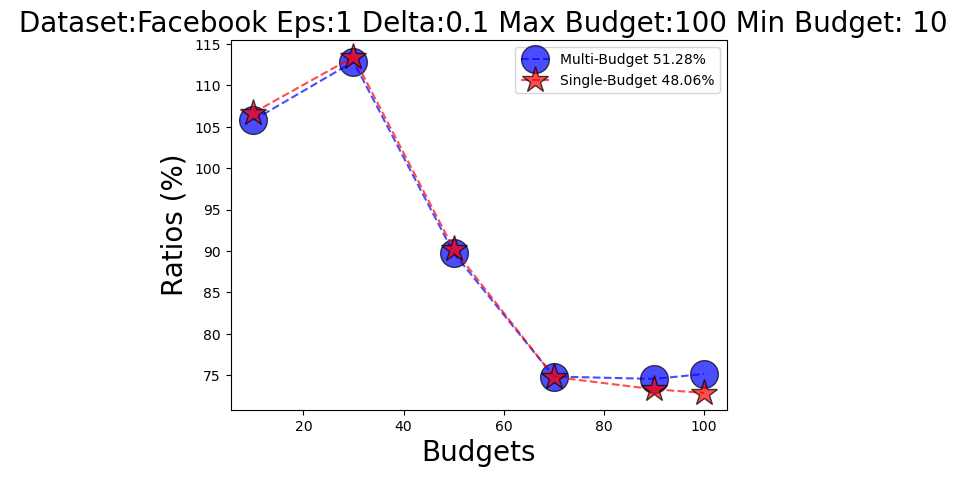 Dataset:Facebook Eps:1 Delta:0.1 Max Budget:100 Min Budget: 10
Multi-Budget 51.28%
Single-Budget 48.06%
Ratios (%)
115
110
105
100
95
90
85
80
75
20 40 60 80 100
Budgets